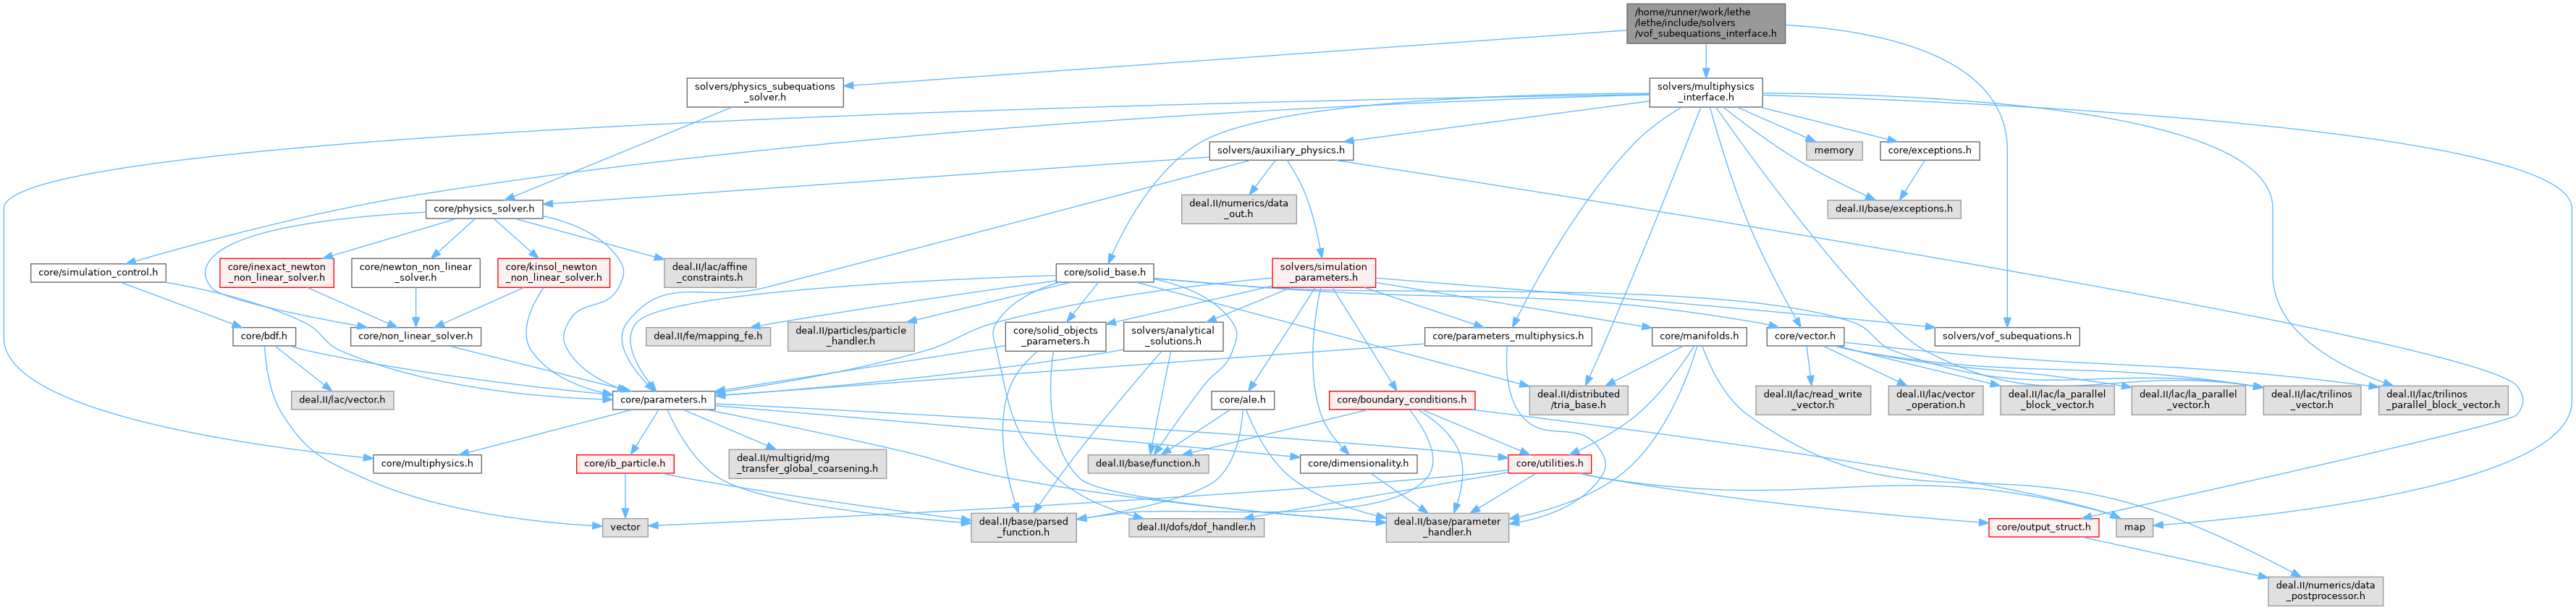 /home/runner/work/lethe
/lethe/include/solvers
/vof_subequations_interface.h
solvers/physics_subequations
_solver.h
solvers/multiphysics
_interface.h
solvers/auxiliary_physics.h
memory
core/exceptions.h
core/physics_solver.h
deal.II/numerics/data
_out.h
deal.II/base/exceptions.h
core/simulation_control.h
core/inexact_newton
_non_linear_solver.h
core/newton_non_linear
_solver.h
core/kinsol_newton
_non_linear_solver.h
deal.II/lac/affine
_constraints.h
core/solid_base.h
solvers/simulation
_parameters.h
core/bdf.h
core/non_linear_solver.h
deal.II/fe/mapping_fe.h
deal.II/particles/particle
_handler.h
core/solid_objects
_parameters.h
solvers/analytical
_solutions.h
core/parameters_multiphysics.h
core/manifolds.h
core/vector.h
solvers/vof_subequations.h
deal.II/lac/vector.h
core/parameters.h
core/ale.h
core/boundary_conditions.h
deal.II/distributed
/tria_base.h
deal.II/lac/read_write
_vector.h
deal.II/lac/vector
_operation.h
deal.II/lac/la_parallel
_block_vector.h
deal.II/lac/la_parallel
_vector.h
deal.II/lac/trilinos
_vector.h
deal.II/lac/trilinos
_parallel_block_vector.h
core/multiphysics.h
core/ib_particle.h
deal.II/multigrid/mg
_transfer_global_coarsening.h
deal.II/base/function.h
core/dimensionality.h
core/utilities.h
vector
deal.II/base/parsed
_function.h
deal.II/dofs/dof_handler.h
deal.II/base/parameter
_handler.h
core/output_struct.h
map
deal.II/numerics/data
_postprocessor.h